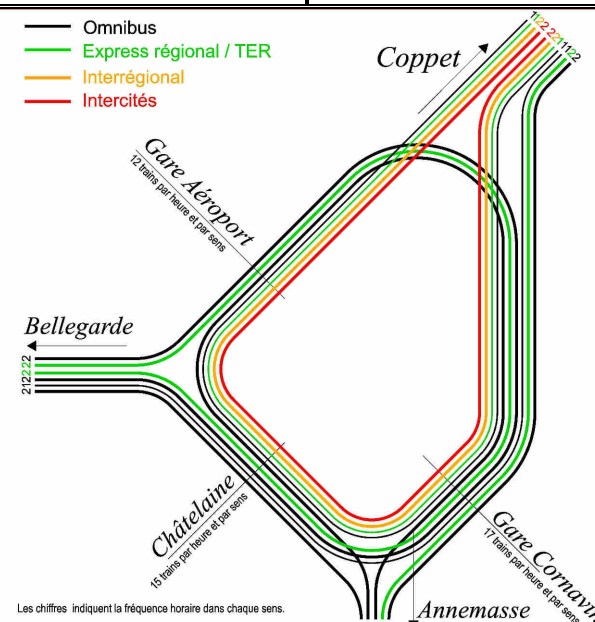 Omnibus
Express régional / TER
Interrégional
Intercités
Coppet
Gare Aéroport
12 trains par heure et par sens
Bellegarde
Châtelaine
15 trains par heure et par sens
Gare Cornavin
17 trains par heure et par sens
Les chiffres indiquent la fréquence horaire dans chaque sens.
Annemasse